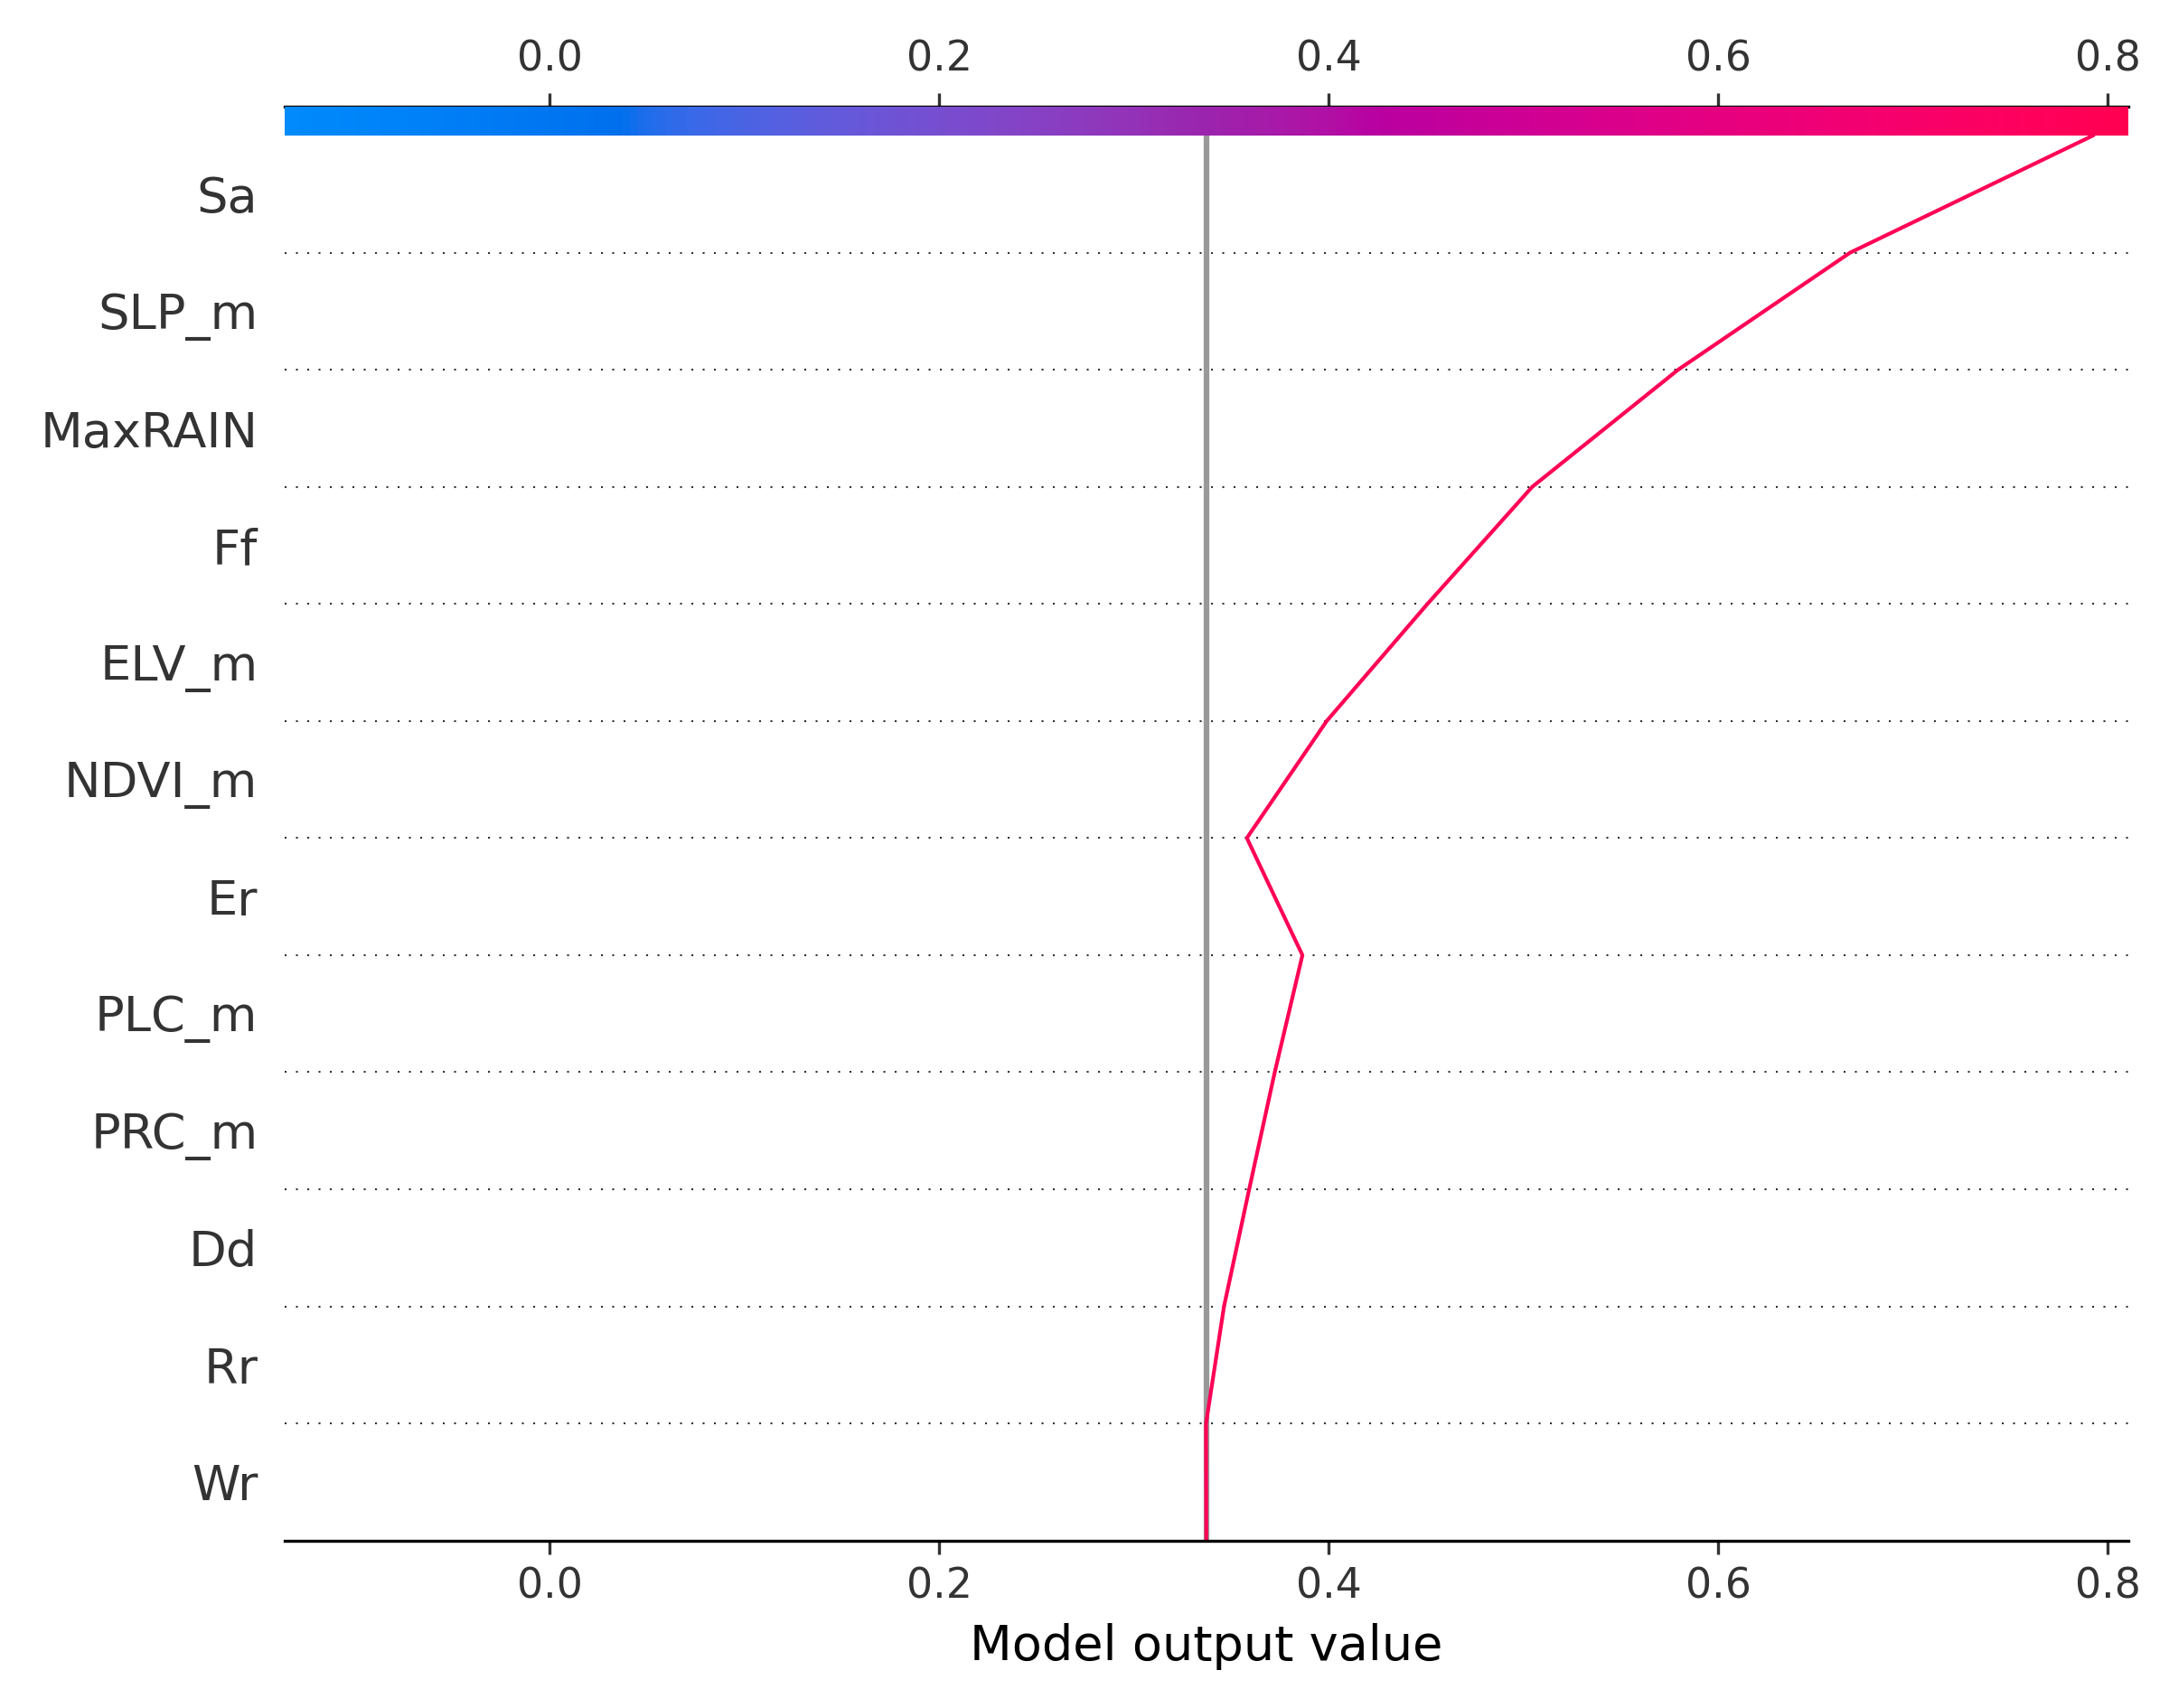 0.0 0.2 0.4 0.6 0.8
Sa
SLP_m
MaxRAIN
Ff
ELV_m
NDVI_m
Er
PLC_m
PRC_m
Dd
Rr
Wr
0.0 0.2 0.4 0.6 0.8
Model output value